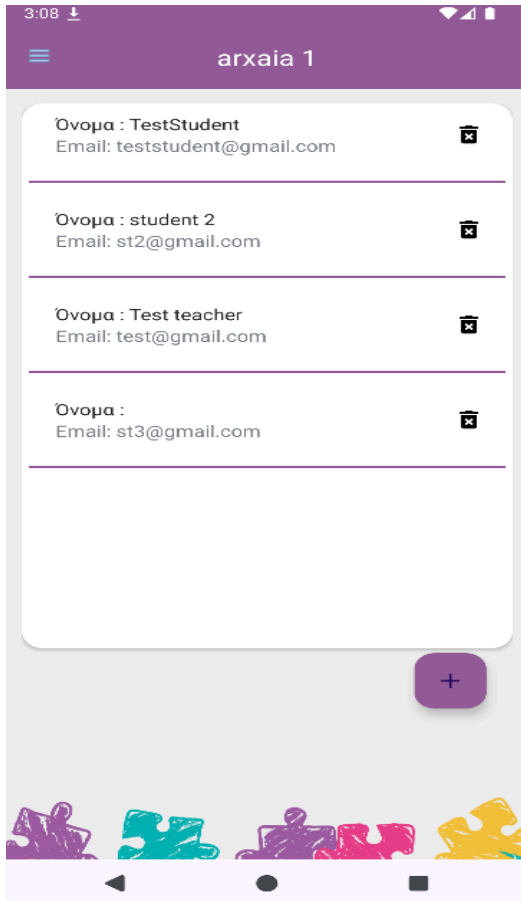 3:08
arxaia 1
Όνομα : TestStudent
Email: teststudent@gmail.com
Όνομα : student 2
Email: st2@gmail.com
Όνομα : Test teacher
Email: test@gmail.com
Όνομα :
Email: st3@gmail.com
+